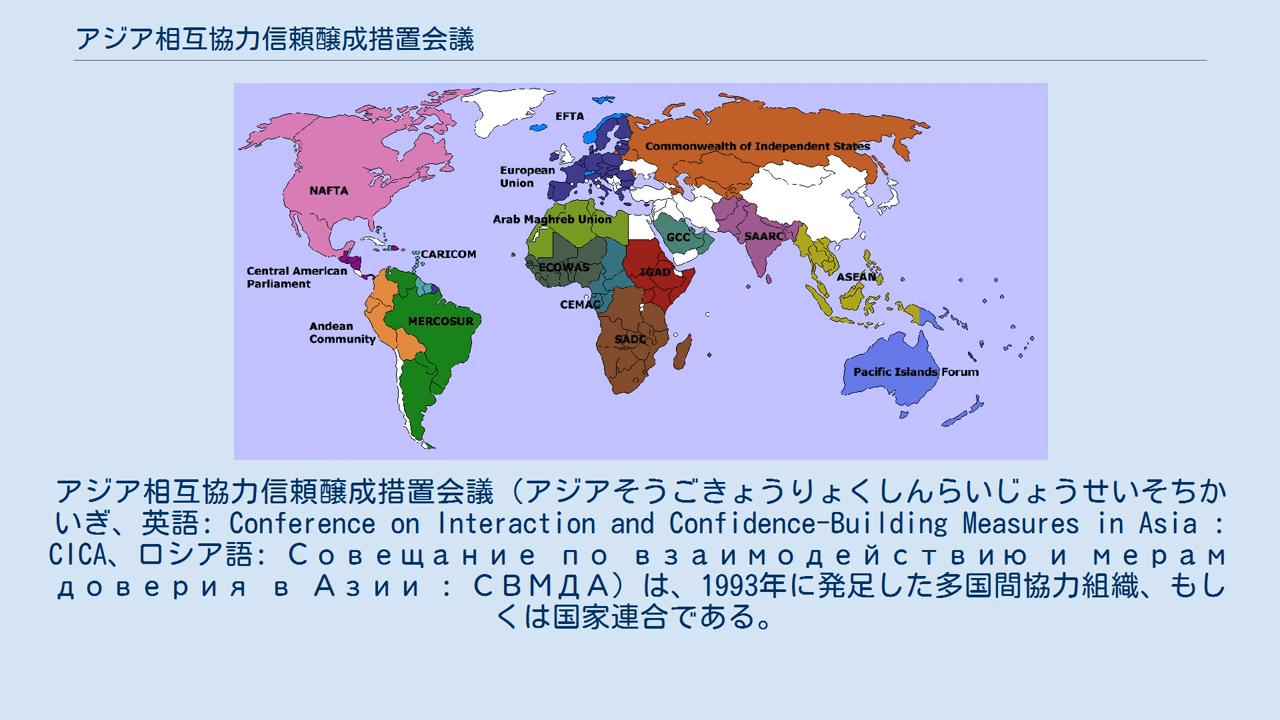 アジア相互協力信頼醸成措置会議
EFTA
Commonwealth of Independent States
European
Union
NAFTA
Arab Maghreb Union
GCC
SAARC
CARICOM
ECOWAS
IGAD
Central American
Parliament
ASEAN
CEMAC
MERCOSUR
Andean
Community
SADC
Pacific Islands Forum
アジア相互協力信頼醸成措置会議（アジアそうごきょうりょくしんらいじょうせいそちか
いぎ、英語: Conference on Interaction and Confidence-Building Measures in Asia :
CICA、ロシア語: Совещание по взаимодействию и мерам
доверия в Азии : СВМДА）は、1993年に発足した多国間協力組織、もし
くは国家連合である。